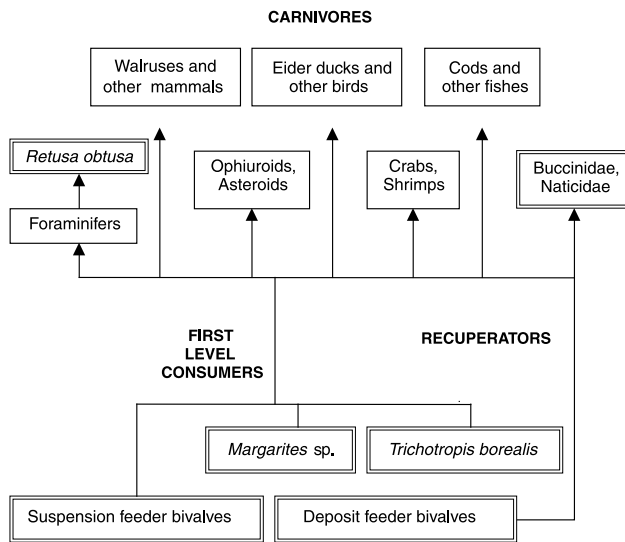 CARNIVORES
Walruses and
other mammals
Eider ducks and
other birds
Cods and
other fishes
Retusa obtusa
Ophiuroids,
Asteroids
Crabs,
Shrimps
Buccinidae,
Naticidae
Foraminifers
FIRST
LEVEL
CONSUMERS
RECUPERATORS
Margarites sp.
Trichotropis borealis
Suspension feeder bivalves
Deposit feeder bivalves